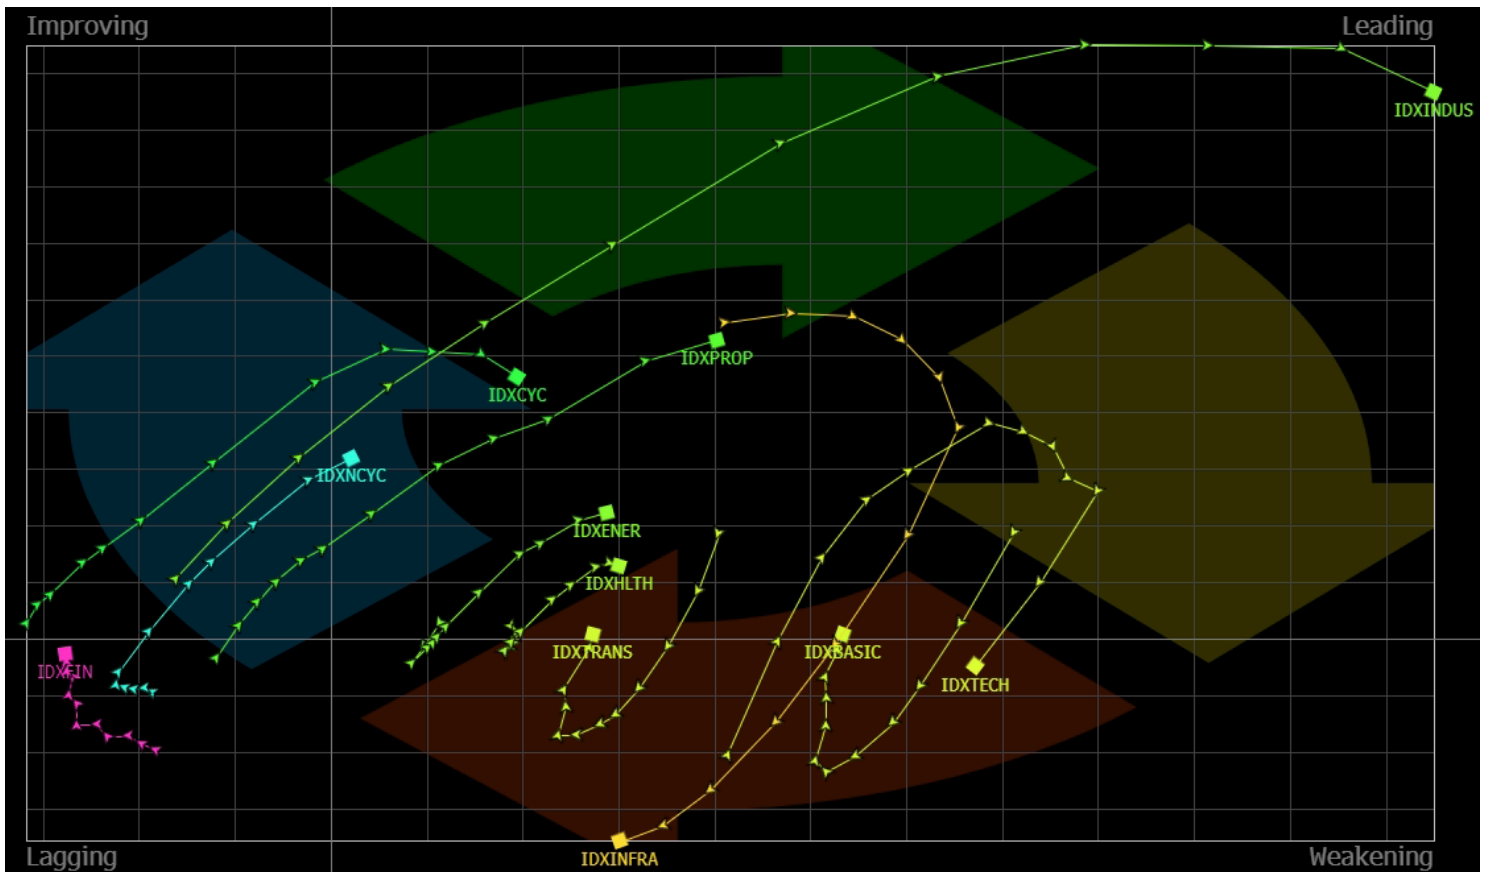 Improving
Leading
IDXINDUS
IDXPROP
IDXCYC
IDXNCYC
IDXENER
IDXHLTH
IDXTRANS
IDXBASIC
IDXFIN
IDXTECH
IDXINFRA
Lagging
Weakening